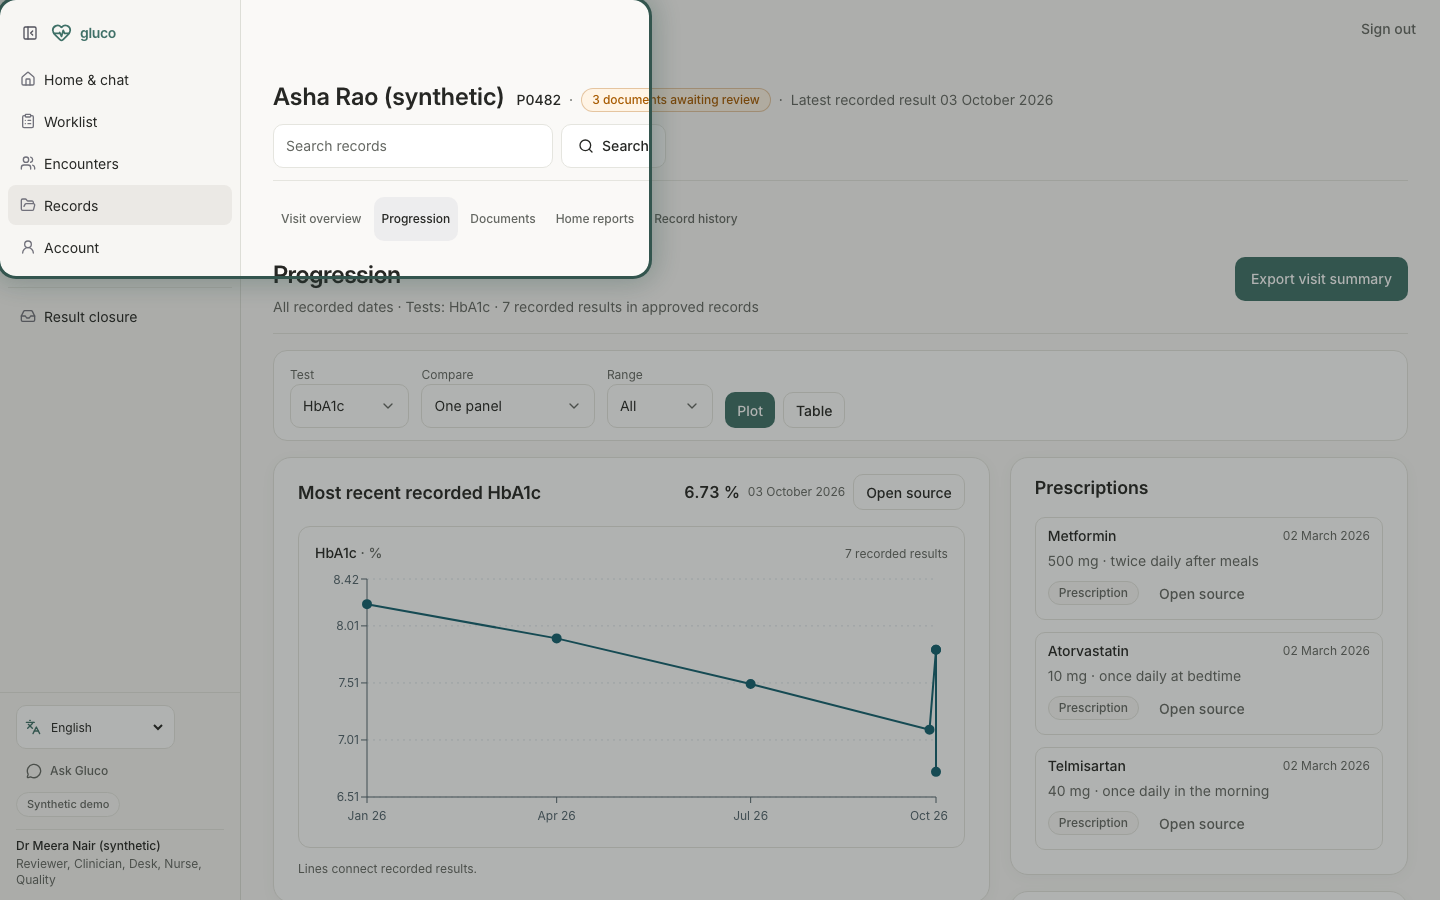 gluco
Sign out
Home & chat
Worklist
Encounters
Records
Account
Result closure
English
Ask Gluco
Synthetic demo
Dr Meera Nair (synthetic)
Reviewer, Clinician, Desk, Nurse,
Quality
Asha Rao (synthetic) P0482 · 3 documents awaiting review · Latest recorded result 03 October 2026
Search records Search
Visit overview Progression Documents Home reports Record history
Progression
Export visit summary
All recorded dates · Tests: HbA1c · 7 recorded results in approved records
Test Compare Range
HbA1c One panel All Plot Table
Most recent recorded HbA1c 6.73 % 03 October 2026 Open source
HbA1c · % 7 recorded results
8.42
8.01
7.51
7.01
6.51
Jan 26 Apr 26 Jul 26 Oct 26
Lines connect recorded results.
Prescriptions
Metformin 02 March 2026
500 mg · twice daily after meals
Prescription Open source
Atorvastatin 02 March 2026
10 mg · once daily at bedtime
Prescription Open source
Telmisartan 02 March 2026
40 mg · once daily in the morning
Prescription Open source